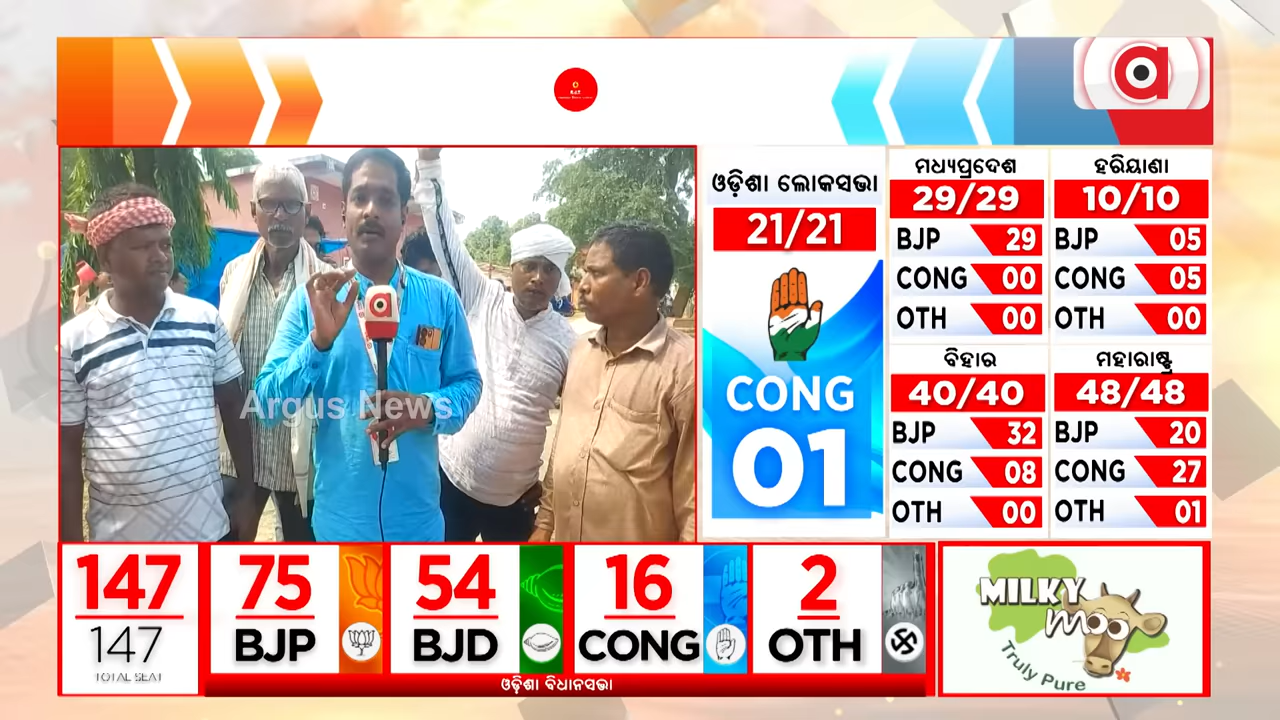 a
Argus News
ଓଡ଼ିଶା ଲୋକସଭା
21/21
CONG
01
ମଧ୍ୟପ୍ରଦେଶ
29/29
BJP 29
CONG 00
OTH 00
ହରିୟାଣା
10/10
BJP 05
CONG 05
OTH 00
ବିହାର
40/40
BJP 32
CONG 08
OTH 00
ମହାରାଷ୍ଟ୍ର
48/48
BJP 20
CONG 27
OTH 01
147
147
TOTAL SEAT
75
BJP
54
BJD
16
CONG
2
OTH
ଓଡ଼ିଶା ବିଧାନସଭା
MILKY
moo
Truly Pure